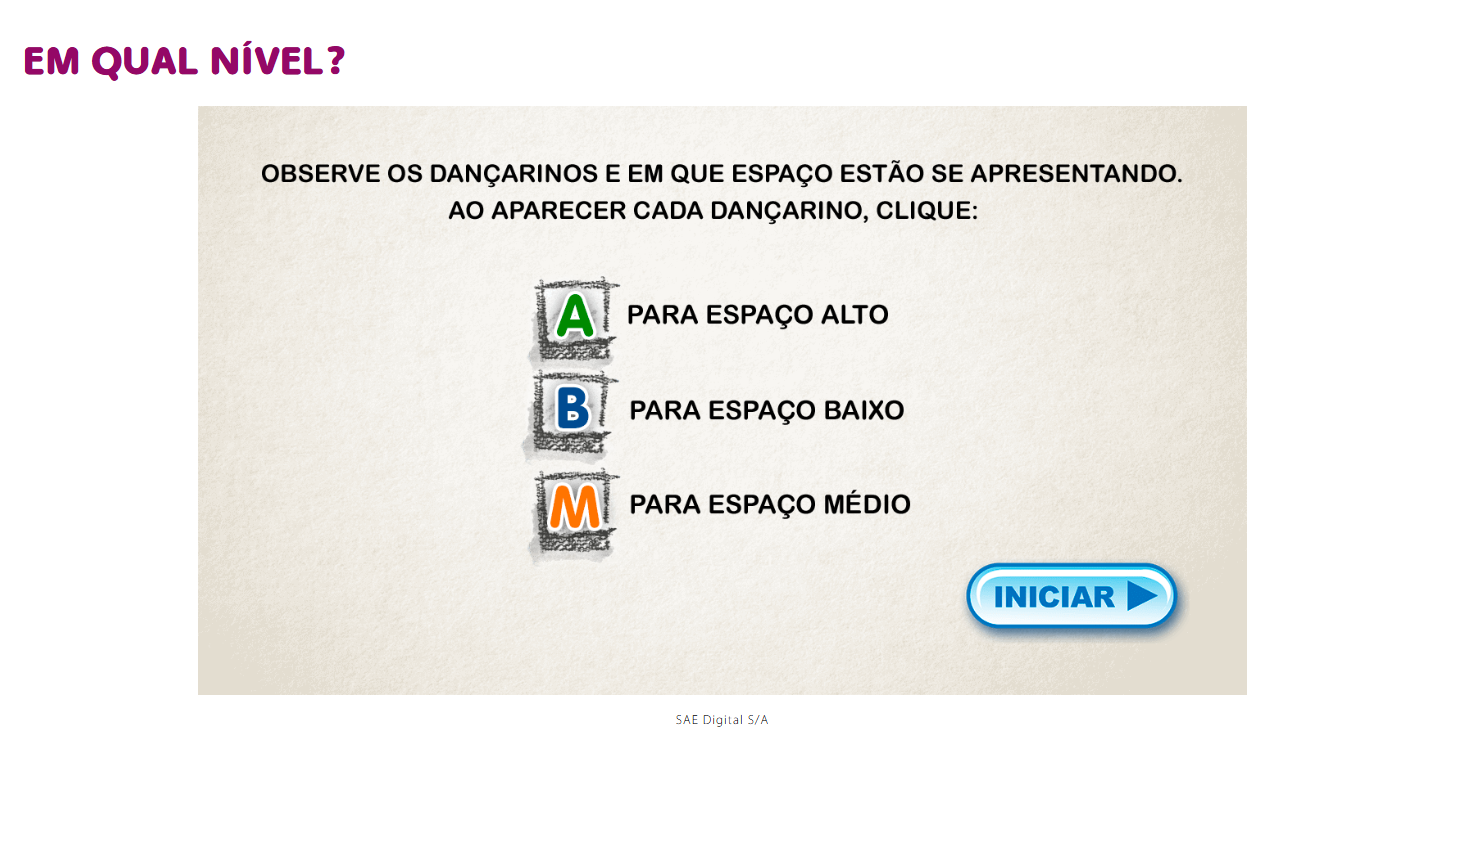 EM QUAL NÍVEL?
OBSERVE OS DANÇARINOS E EM QUE ESPAÇO ESTÃO SE APRESENTANDO.
AO APARECER CADA DANÇARINO, CLIQUE:
A PARA ESPAÇO ALTO
B PARA ESPAÇO BAIXO
M PARA ESPAÇO MÉDIO
INICIAR
SAE Digital S/A